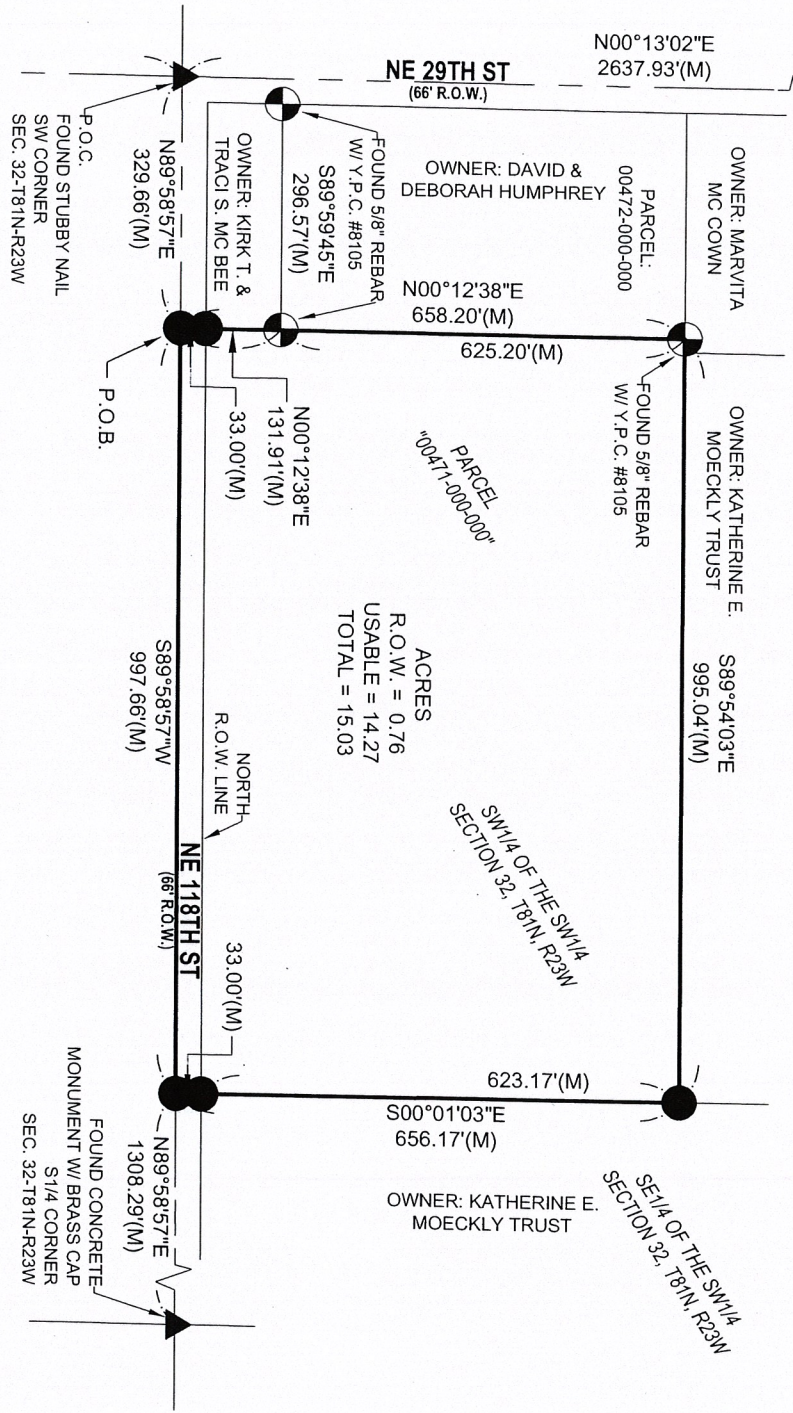 N00°13'02"E
2637.93'(M)
NE 29TH ST
(66' R.O.W.)
P.O.C.
FOUND STUBBY NAIL
SW CORNER
SEC. 32-T81N-R23W
N89°58'57"E
329.66'(M)
OWNER: KIRK T. &
TRACI S. MC BEE
S89°59'45"E
296.57'(M)
FOUND 5/8" REBAR
W/ Y.P.C. #8105
OWNER: DAVID &
DEBORAH HUMPHREY
PARCEL:
00472-000-000
OWNER: MARVITA
MC COWN
N00°12'38"E
658.20'(M)
625.20'(M)
P.O.B.
33.00'(M)
N00°12'38"E
131.91'(M)
FOUND 5/8" REBAR
W/ Y.P.C. #8105
OWNER: KATHERINE E.
MOECKLY TRUST
PARCEL
"00471-000-000"
S89°54'03"E
995.04'(M)
ACRES
R.O.W. = 0.76
USABLE = 14.27
TOTAL = 15.03
S89°58'57"W
997.66'(M)
NORTH
R.O.W. LINE
NE 118TH ST
(66' R.O.W.)
SW1/4 OF THE SW1/4
SECTION 32, T81N, R23W
33.00'(M)
623.17'(M)
S00°01'03"E
656.17'(M)
OWNER: KATHERINE E.
MOECKLY TRUST
SE1/4 OF THE SW1/4
SECTION 32, T81N, R23W
N89°58'57"E
1308.29'(M)
FOUND CONCRETE
MONUMENT W/ BRASS CAP
S1/4 CORNER
SEC. 32-T81N-R23W